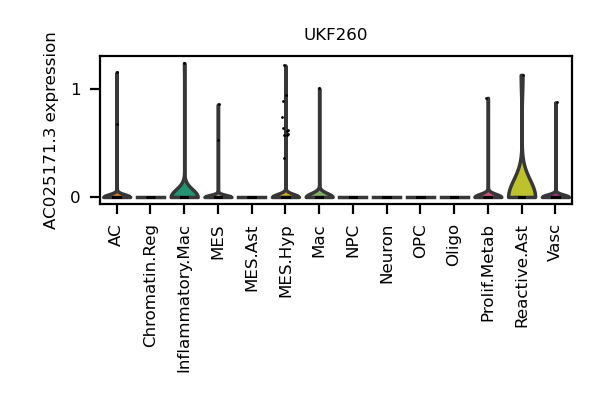 UKF260
AC025171.3 expression
1
0
AC
Chromatin.Reg
Inflammatory.Mac
MES
MES.Ast
MES.Hyp
Mac
NPC
Neuron
OPC
Oligo
Prolif.Metab
Reactive.Ast
Vasc